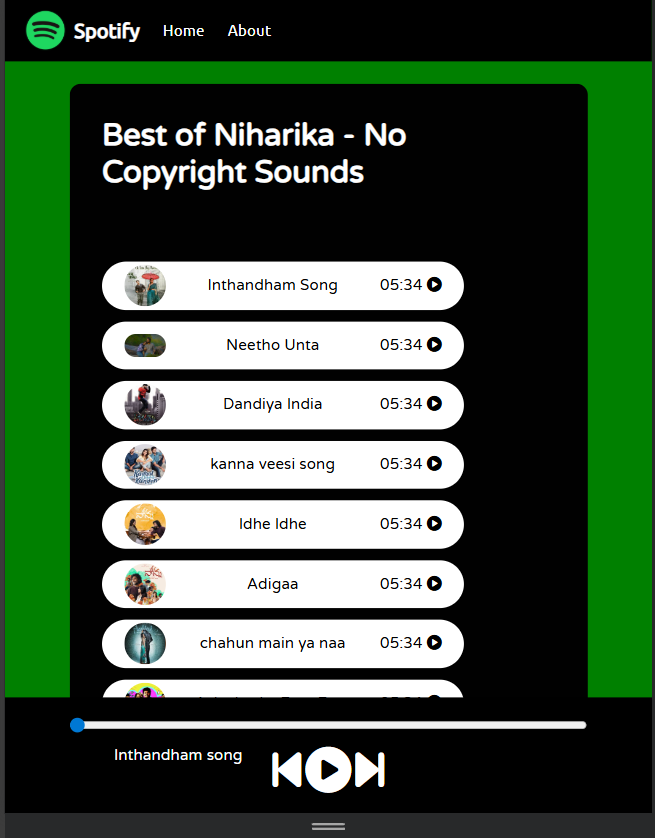 Spotify Home About
Best of Niharika - No
Copyright Sounds
Inthandham Song 05:34
Neetho Unta 05:34
Dandiya India 05:34
kanna veesi song 05:34
Idhe Idhe 05:34
Adigaa 05:34
chahun main ya naa 05:34
Inthandham song